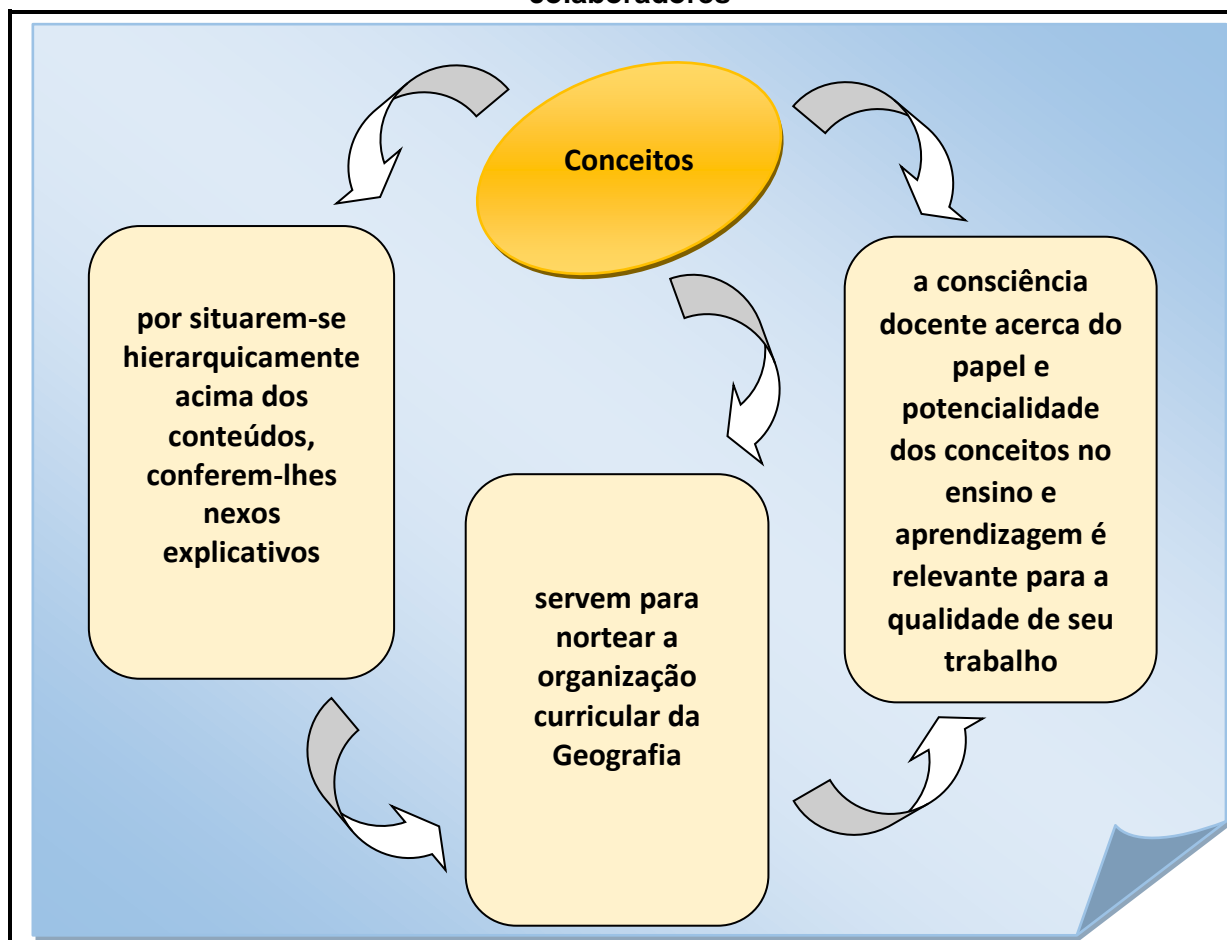 colaboradores
Conceitos
por situarem-se
hierarquicamente
acima dos
conteúdos,
conferem-lhes
nexos
explicativos
servem para
nortear a
organização
curricular da
Geografia
a consciência
docente acerca do
papel e
potencialidade
dos conceitos no
ensino e
aprendizagem é
relevante para a
qualidade de seu
trabalho